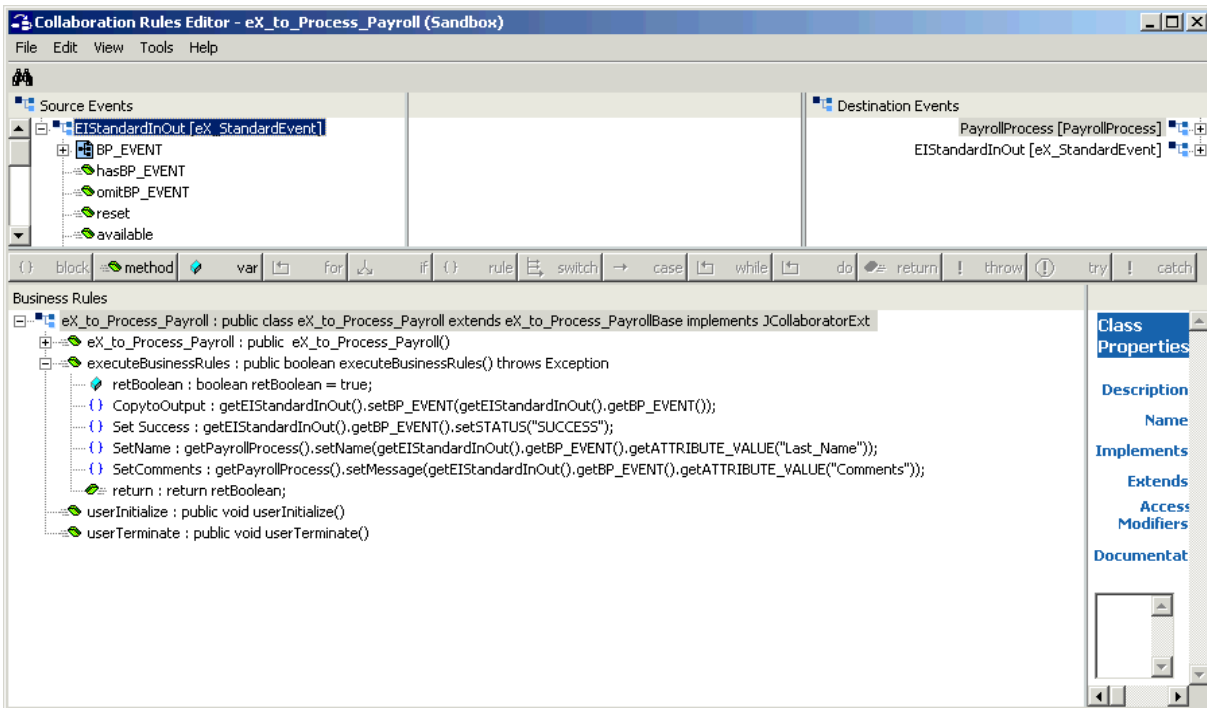 Collaboration Rules Editor - eX_to_Process_Payroll (Sandbox)
File Edit View Tools Help
Source Events
Destination Events
EIStandardInOut [eX_StandardEvent]
PayrollProcess [PayrollProcess]
BP_EVENT
EIStandardInOut [eX_StandardEvent]
hasBP_EVENT
omitBP_EVENT
reset
available
{} block method var for if {} rule switch case while do return ! throw try ! catch
Business Rules
eX_to_Process_Payroll : public class eX_to_Process_Payroll extends eX_to_Process_PayrollBase implements JCollaboratorExt
eX_to_Process_Payroll : public eX_to_Process_Payroll()
executeBusinessRules : public boolean executeBusinessRules() throws Exception
retBoolean : boolean retBoolean = true;
{} CopytoOutput : getEIStandardInOut().setBP_EVENT(getEIStandardInOut().getBP_EVENT());
{} Set Success : getEIStandardInOut().getBP_EVENT().setSTATUS("SUCCESS");
{} SetName : getPayrollProcess().setName(getEIStandardInOut().getBP_EVENT().getATTRIBUTE_VALUE("Last_Name"));
{} SetComments : getPayrollProcess().setMessage(getEIStandardInOut().getBP_EVENT().getATTRIBUTE_VALUE("Comments"));
return : return retBoolean;
userInitialize : public void userInitialize()
userTerminate : public void userTerminate()
Class
Properties
Description
Name
Implements
Extends
Access
Modifiers
Documentat